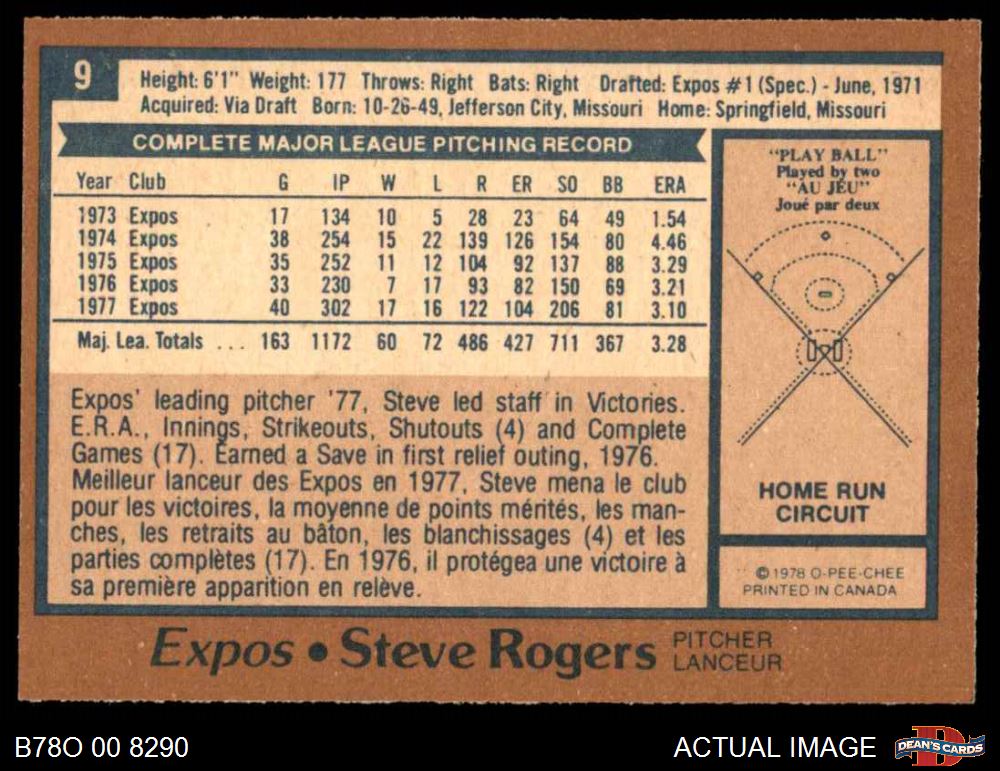 9
Height: 6'1" Weight: 177 Throws: Right Bats: Right Drafted: Expos #1 (Spec.) - June, 1971
Acquired: Via Draft Born: 10-26-49, Jefferson City, Missouri Home: Springfield, Missouri
COMPLETE MAJOR LEAGUE PITCHING RECORD
Year Club G IP W L R ER SO BB ERA
1973 Expos 17 134 10 5 28 23 64 49 1.54
1974 Expos 38 254 15 22 139 126 154 80 4.46
1975 Expos 35 252 11 12 104 92 137 88 3.29
1976 Expos 33 230 7 17 93 82 150 69 3.21
1977 Expos 40 302 17 16 122 104 206 81 3.10
Maj. Lea. Totals ... 163 1172 60 72 486 427 711 367 3.28
Expos' leading pitcher '77, Steve led staff in Victories.
E.R.A., Innings, Strikeouts, Shutouts (4) and Complete
Games (17). Earned a Save in first relief outing, 1976.
Meilleur lanceur des Expos en 1977, Steve mena le club
pour les victoires, la moyenne de points mérités, les man-
ches, les retraits au bâton, les blanchissages (4) et les
parties complètes (17). En 1976, il protégea une victoire à
sa première apparition en relève.
"PLAY BALL"
Played by two
"AU JEU"
Joué par deux
HOME RUN
CIRCUIT
©1978 O-PEE-CHEE
PRINTED IN CANADA
Expos • Steve Rogers
PITCHER
LANCEUR
B78O 00 8290
ACTUAL IMAGE
D
DEAN'S CARDS